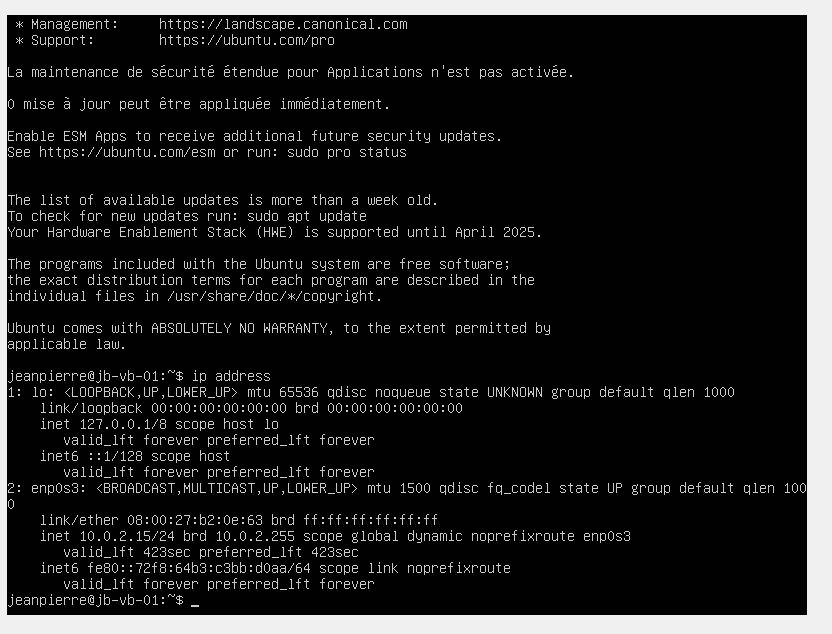 * Management:     https://landscape.canonical.com
* Support:        https://ubuntu.com/pro
La maintenance de sécurité étendue pour Applications n'est pas activée.
0 mise à jour peut être appliquée immédiatement.
Enable ESM Apps to receive additional future security updates.
See https://ubuntu.com/esm or run: sudo pro status
The list of available updates is more than a week old.
To check for new updates run: sudo apt update
Your Hardware Enablement Stack (HWE) is supported until April 2025.
The programs included with the Ubuntu system are free software;
the exact distribution terms for each program are described in the
individual files in /usr/share/doc/*/copyright.
Ubuntu comes with ABSOLUTELY NO WARRANTY, to the extent permitted by
applicable law.
jeanpierre@jb-vb-01:~$ ip address
1: lo: <LOOPBACK,UP,LOWER_UP> mtu 65536 qdisc noqueue state UNKNOWN group default qlen 1000
link/loopback 00:00:00:00:00:00 brd 00:00:00:00:00:00
inet 127.0.0.1/8 scope host lo
valid_lft forever preferred_lft forever
inet6 ::1/128 scope host
valid_lft forever preferred_lft forever
2: enp0s3: <BROADCAST,MULTICAST,UP,LOWER_UP> mtu 1500 qdisc fq_codel state UP group default qlen 100
0
link/ether 08:00:27:b2:0e:63 brd ff:ff:ff:ff:ff:ff
inet 10.0.2.15/24 brd 10.0.2.255 scope global dynamic noprefixroute enp0s3
valid_lft 423sec preferred_lft 423sec
inet6 fe80::72f8:64b3:c3bb:d0aa/64 scope link noprefixroute
valid_lft forever preferred_lft forever
jeanpierre@jb-vb-01:~$ _